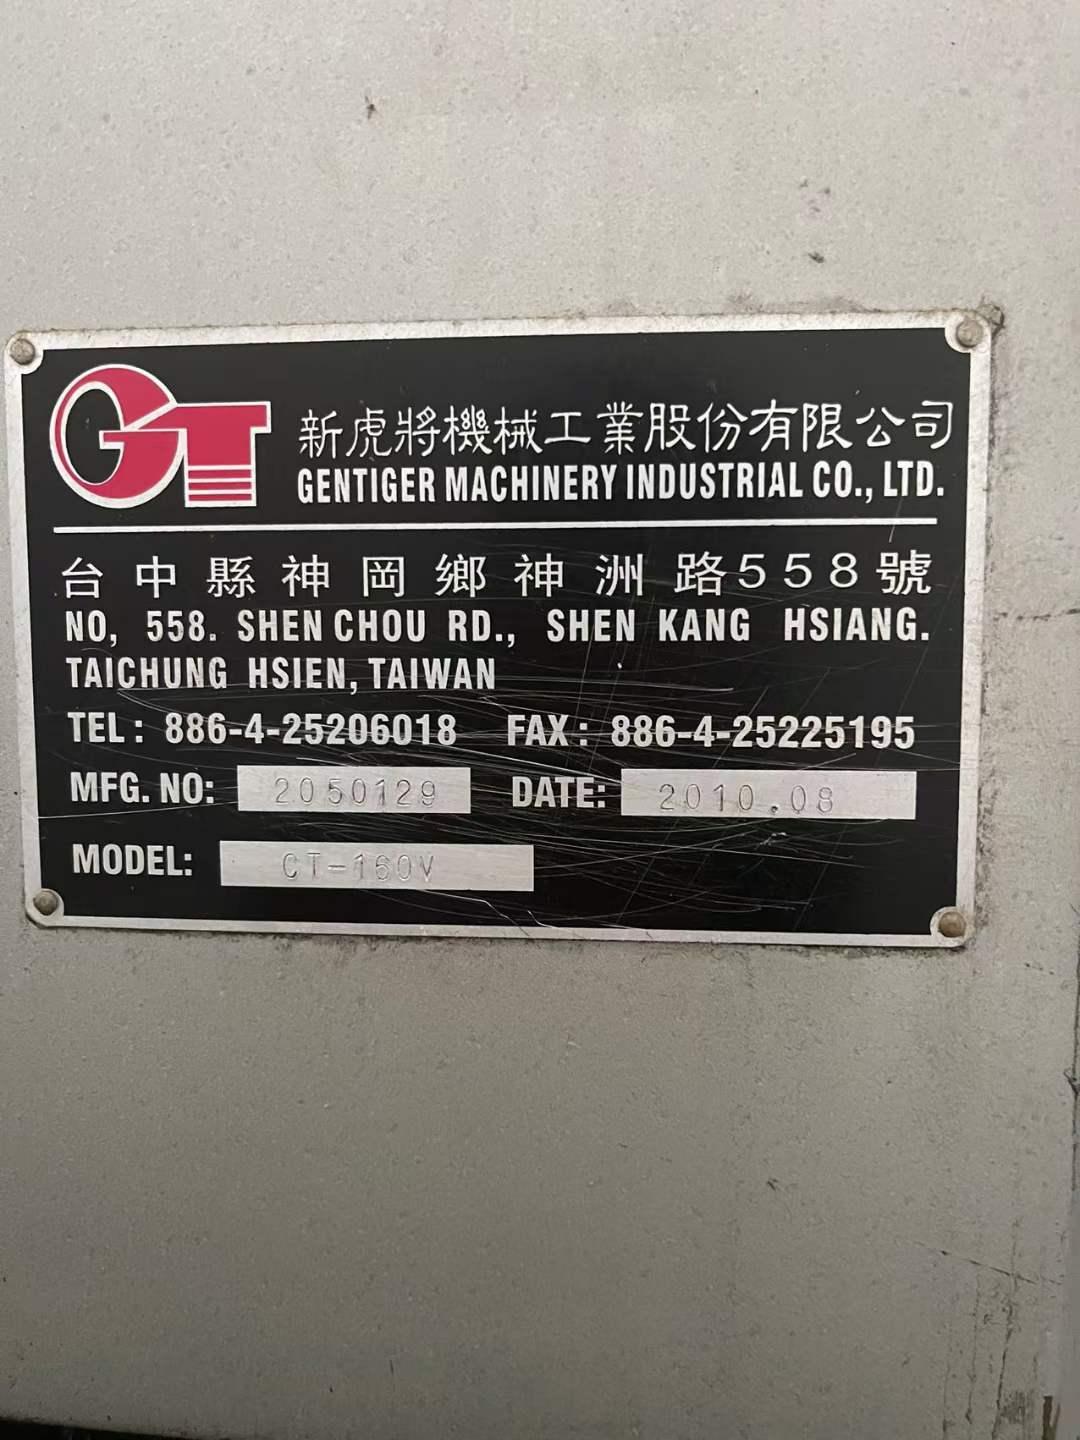 GT 新虎將機械工業股份有限公司
GENTIGER MACHINERY INDUSTRIAL CO., LTD.
台中縣神岡鄉神洲路558號
NO, 558. SHEN CHOU RD., SHEN KANG HSIANG.
TAICHUNG HSIEN, TAIWAN
TEL: 886-4-25206018 FAX: 886-4-25225195
MFG. NO: 2050129 DATE: 2010.08
MODEL: CT-160V